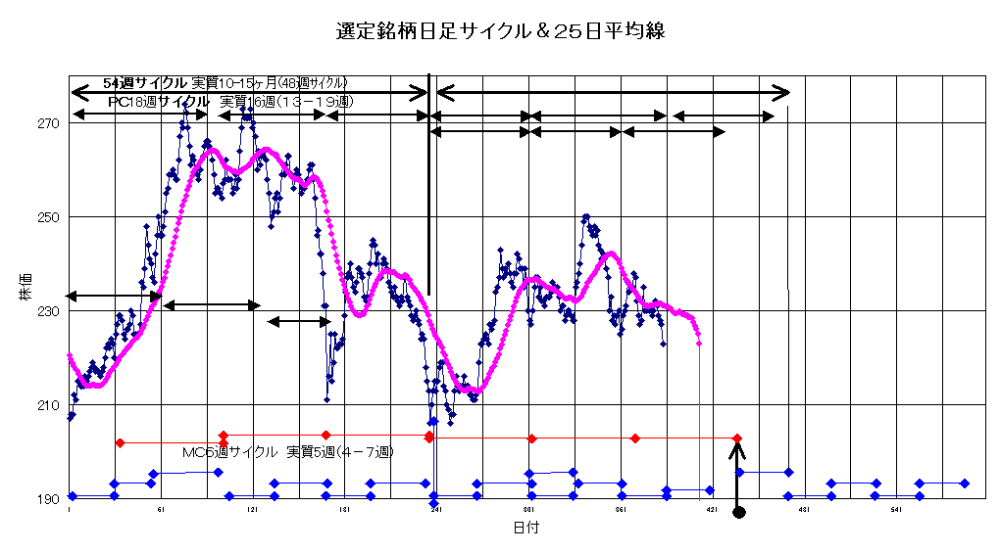 選定銘柄日足サイクル＆２５日平均線
54週サイクル 実質10-15ヶ月(48週サイクル)
PC18週サイクル　実質16週(１３－１９週)
270
250
株価
230
210
MC6週サイクル　実質5週(４－７週)
190
1 61 121 181 241 301 361 421 481 541
日付